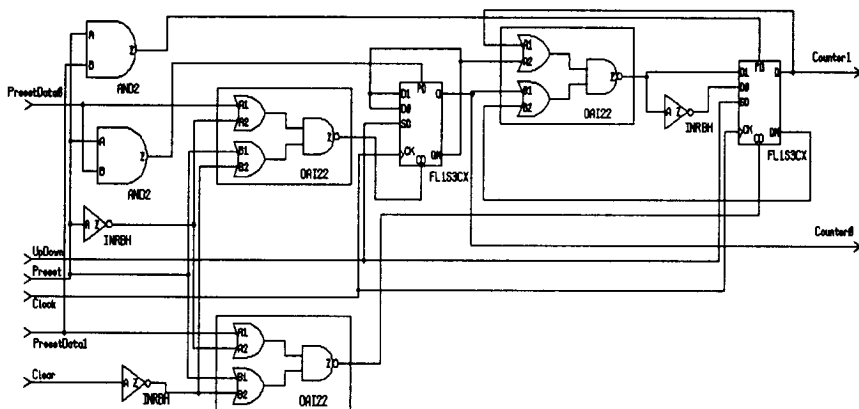 A
B
Z
AND2
PresetData0
A
B
Z
AND2
A1
A2
B1
B2
Z
OAI22
D1
D0
SD
CK
PD
Q
QN
CD
FL1S3CX
A1
A2
B1
B2
Z
OAI22
A Z
INRBH
D1
D0
SD
CK
PD
Q
QN
CD
FL1S3CX
Counter1
Counter0
A Z
INRBH
UpDown
Preset
Clock
PresetData1
Clear
A Z
INRBH
A1
A2
B1
B2
Z
OAI22